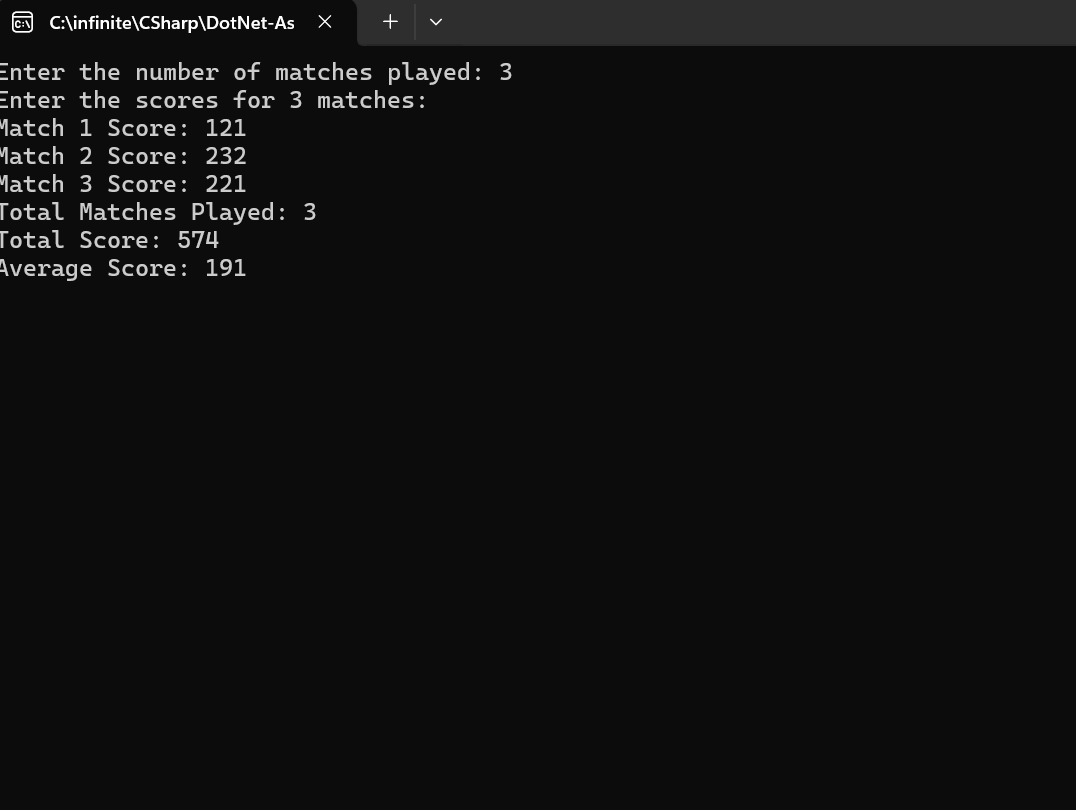 C:\infinite\CSharp\DotNet-As
Enter the number of matches played: 3
Enter the scores for 3 matches:
Match 1 Score: 121
Match 2 Score: 232
Match 3 Score: 221
Total Matches Played: 3
Total Score: 574
Average Score: 191